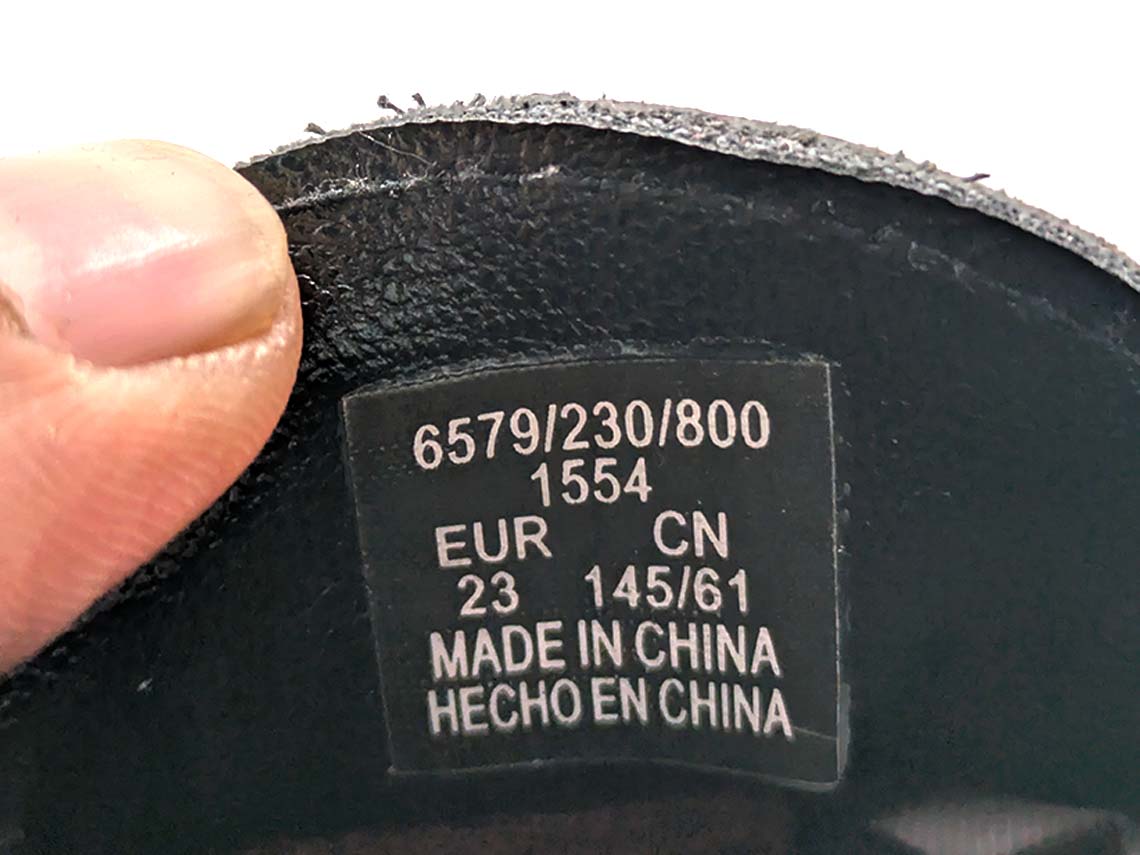 6579/230/800
1554
EUR CN
23 145/61
MADE IN CHINA
HECHO EN CHINA